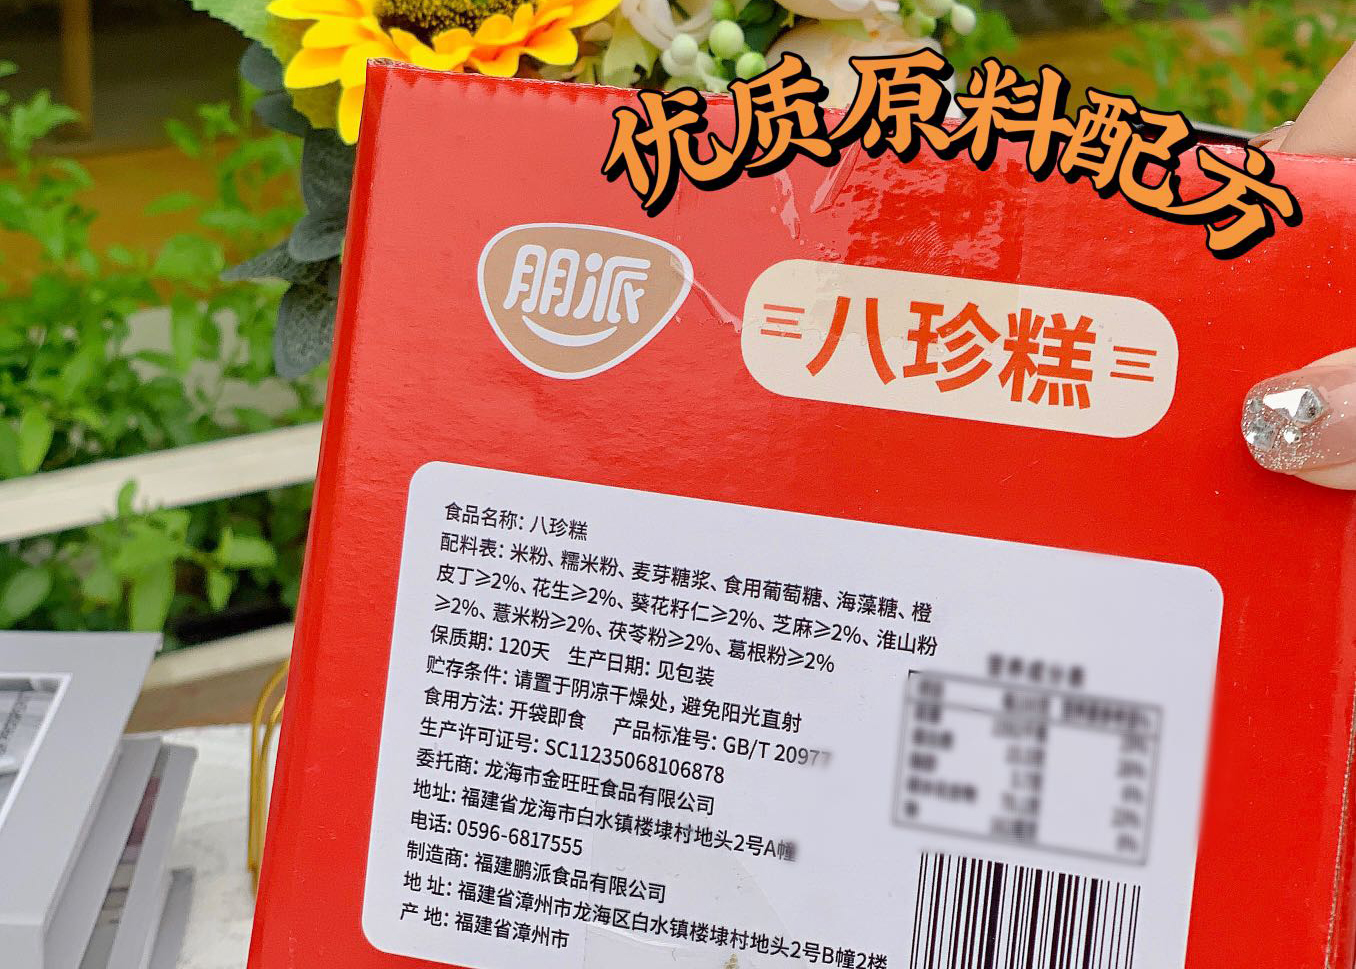 优质原料配方
朋派
八珍糕
食品名称: 八珍糕
配料表: 米粉、糯米粉、麦芽糖浆、食用葡萄糖、海藻糖、橙
皮丁≥2%、花生≥2%、葵花籽仁≥2%、芝麻≥2%、淮山粉
≥2%、薏米粉≥2%、茯苓粉≥2%、葛根粉≥2%
保质期: 120天 生产日期: 见包装
贮存条件: 请置于阴凉干燥处, 避免阳光直射
食用方法: 开袋即食 产品标准号: GB/T 20977
生产许可证号: SC11235068106878
委托商: 龙海市金旺旺食品有限公司
地址: 福建省龙海市白水镇楼埭村地头2号A幢
电话: 0596-6817555
制造商: 福建鹏派食品有限公司
地 址: 福建省漳州市龙海区白水镇楼埭村地头2号B幢2楼
产 地: 福建省漳州市
营养成分表